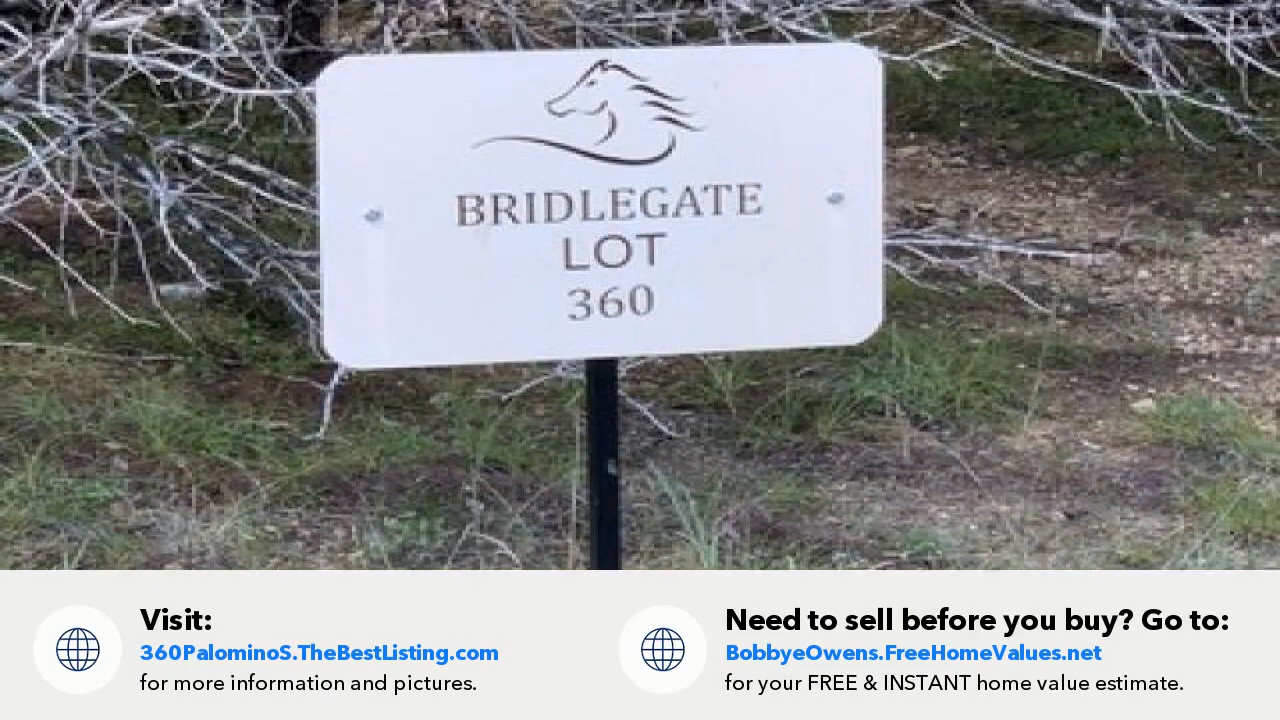 BRIDLEGATE
LOT
360
Visit:
360PalominoS.TheBestListing.com
for more information and pictures.
Need to sell before you buy? Go to:
BobbyeOwens.FreeHomeValues.net
for your FREE & INSTANT home value estimate.